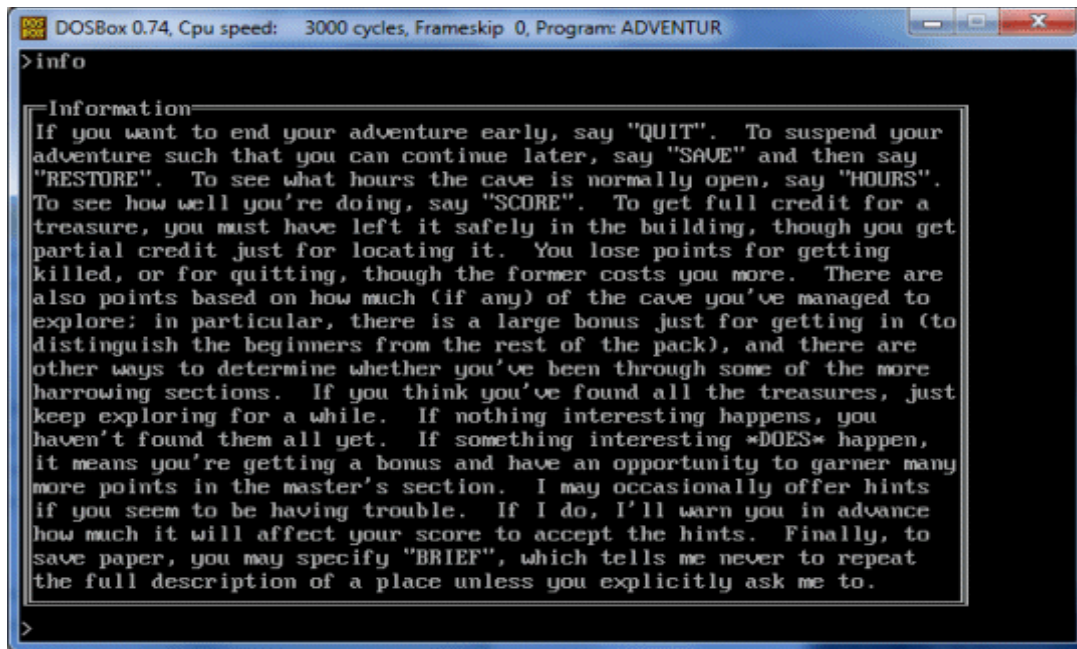 DOSBox 0.74, Cpu speed: 3000 cycles, Frameskip 0, Program: ADVENTUR
>info
Information
If you want to end your adventure early, say "QUIT". To suspend your
adventure such that you can continue later, say "SAVE" and then say
"RESTORE". To see what hours the cave is normally open, say "HOURS".
To see how well you're doing, say "SCORE". To get full credit for a
treasure, you must have left it safely in the building, though you get
partial credit just for locating it. You lose points for getting
killed, or for quitting, though the former costs you more. There are
also points based on how much (if any) of the cave you've managed to
explore; in particular, there is a large bonus just for getting in (to
distinguish the beginners from the rest of the pack), and there are
other ways to determine whether you've been through some of the more
harrowing sections. If you think you've found all the treasures, just
keep exploring for a while. If nothing interesting happens, you
haven't found them all yet. If something interesting *DOES* happen,
it means you're getting a bonus and have an opportunity to garner many
more points in the master's section. I may occasionally offer hints
if you seem to be having trouble. If I do, I'll warn you in advance
how much it will affect your score to accept the hints. Finally, to
save paper, you may specify "BRIEF", which tells me never to repeat
the full description of a place unless you explicitly ask me to.
>